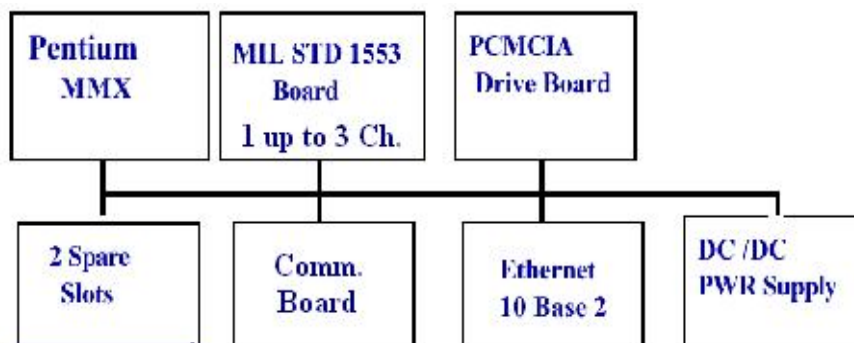 Pentium
MMX
MIL STD 1553
Board
1 up to 3 Ch.
PCMCIA
Drive Board
2 Spare
Slots
Comm.
Board
Ethernet
10 Base 2
DC /DC
PWR Supply